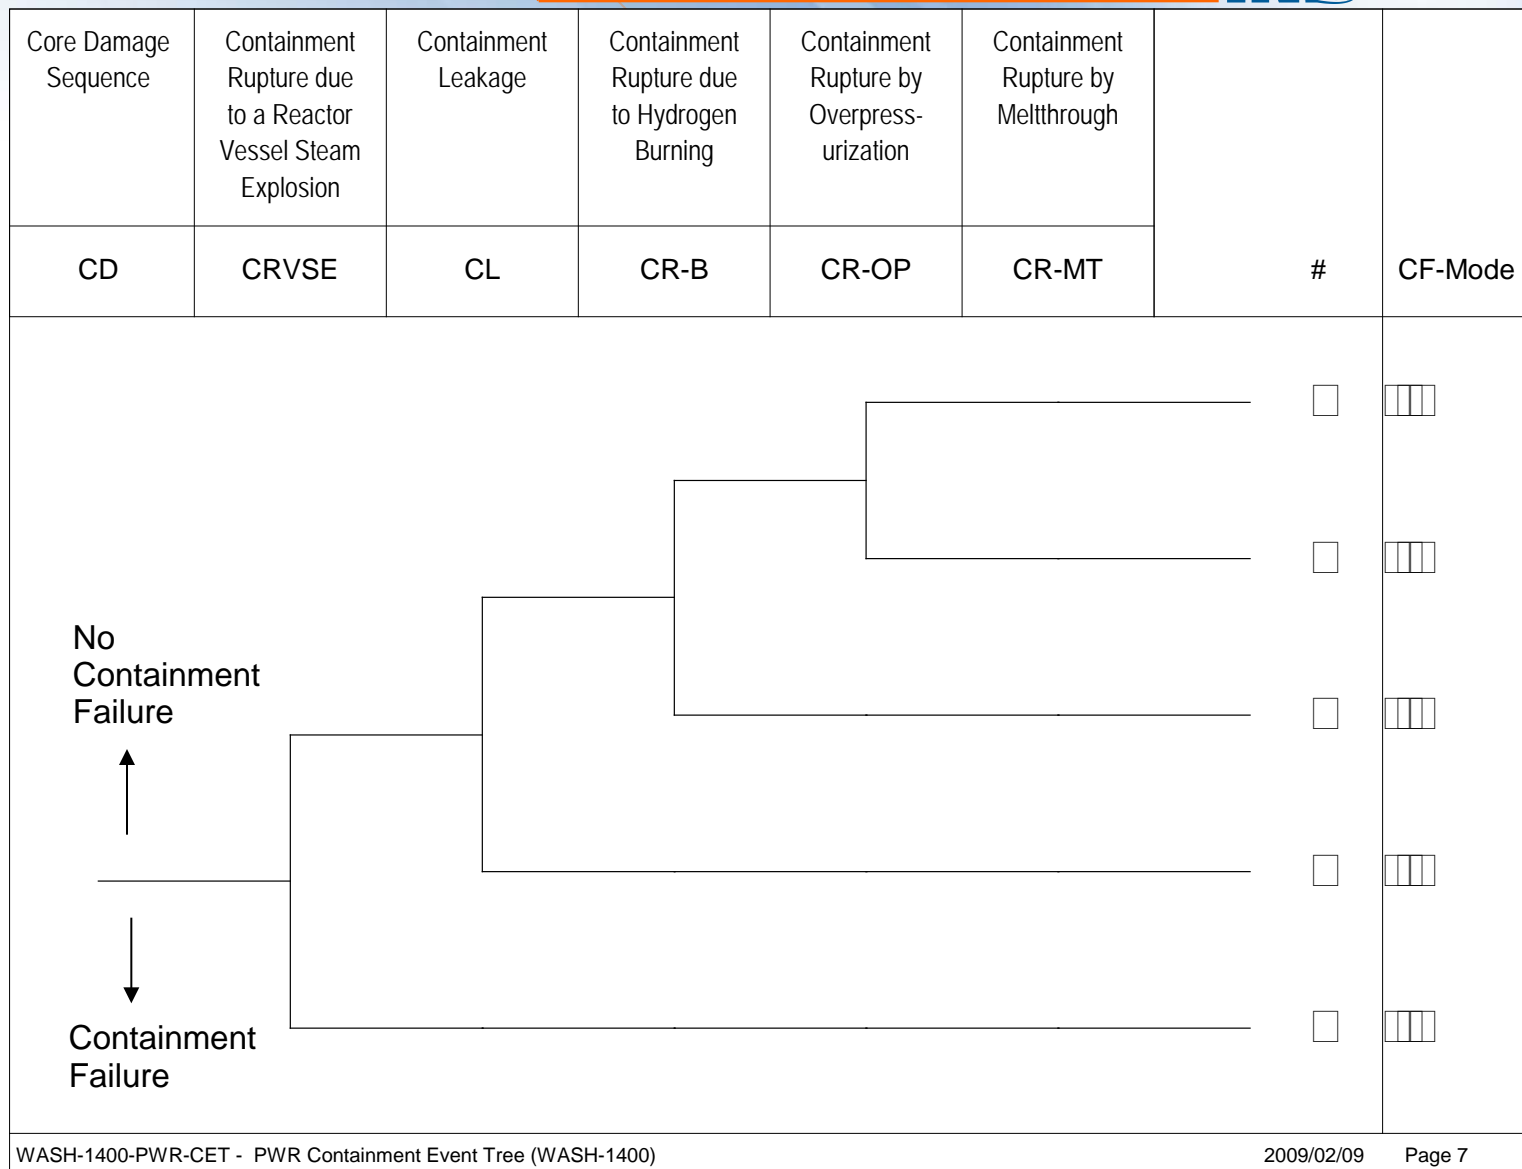 Core Damage
Sequence
Containment
Rupture due
to a Reactor
Vessel Steam
Explosion
Containment
Leakage
Containment
Rupture due
to Hydrogen
Burning
Containment
Rupture by
Overpress-
urization
Containment
Rupture by
Meltthrough
CD
CRVSE
CL
CR-B
CR-OP
CR-MT
#
CF-Mode
No
Containment
Failure
Containment
Failure
WASH-1400-PWR-CET - PWR Containment Event Tree (WASH-1400)
2009/02/09
Page 7